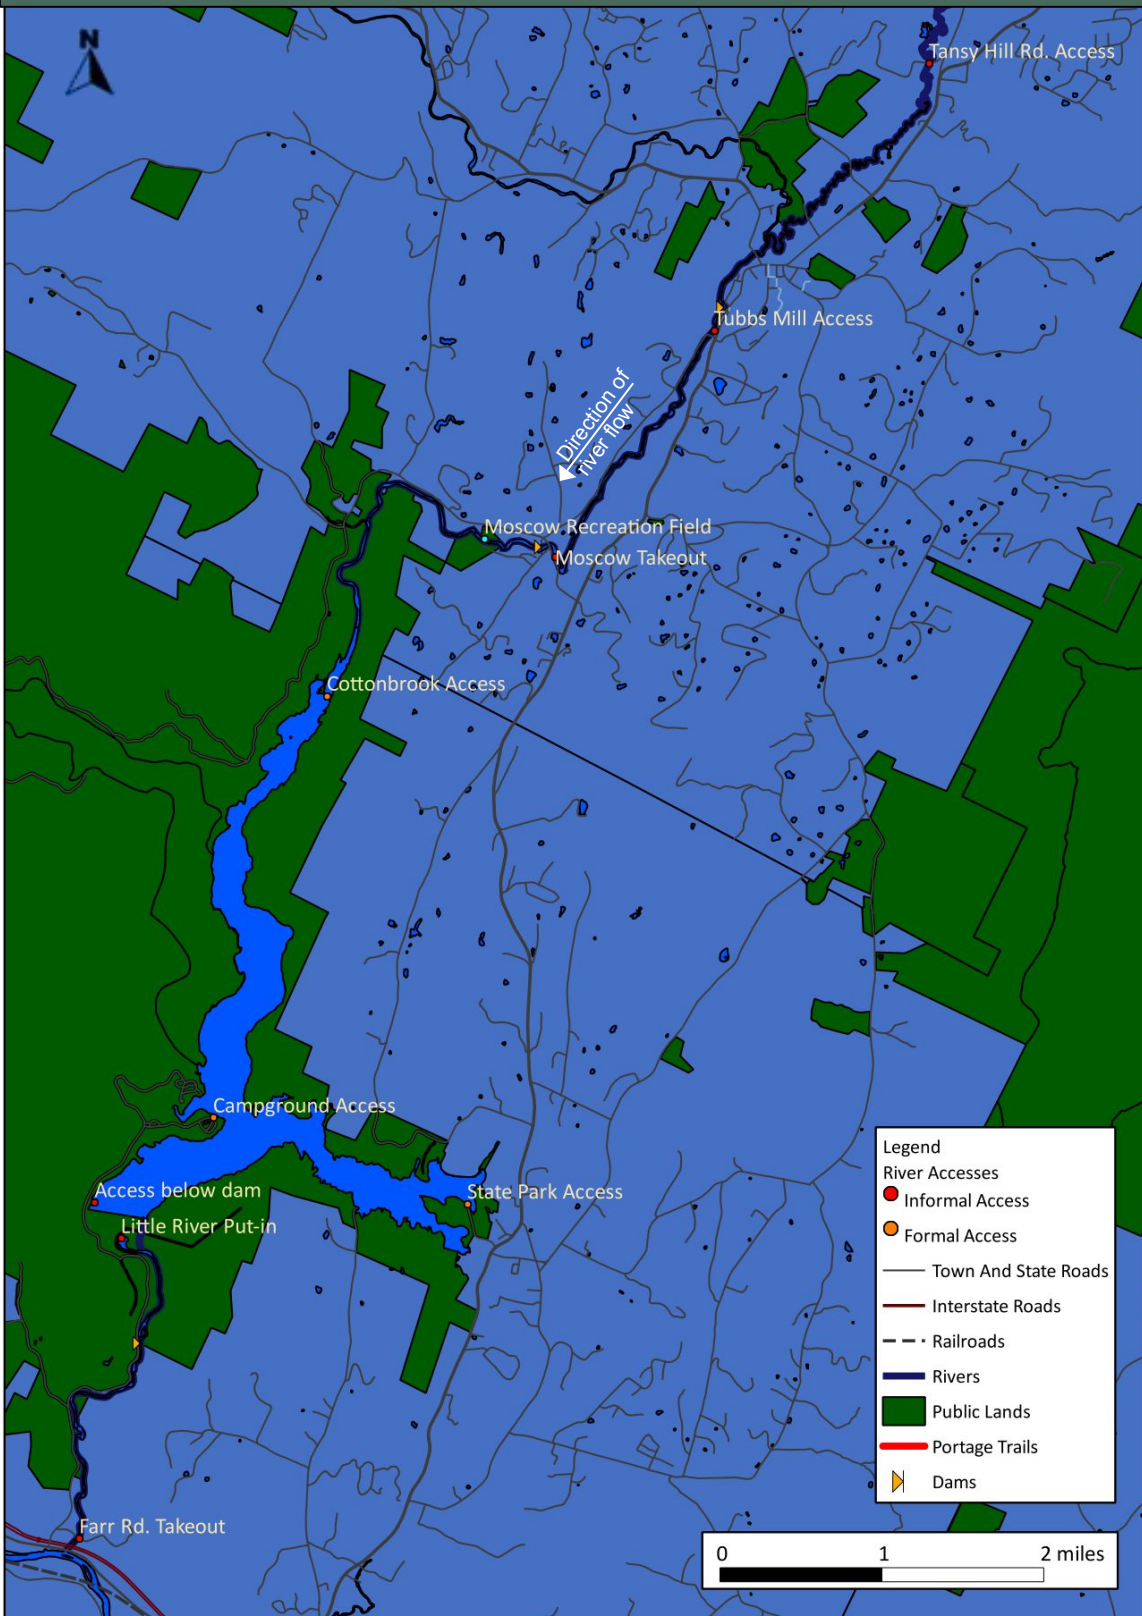 N
Tansy Hill Rd. Access
Tubbs Mill Access
Direction of
river flow
Moscow Recreation Field
Moscow Takeout
Cottonbrook Access
Campground Access
Access below dam
State Park Access
Little River Put-in
Farr Rd. Takeout
Legend
River Accesses
Informal Access
Formal Access
Town And State Roads
Interstate Roads
Railroads
Rivers
Public Lands
Portage Trails
Dams
0 1 2 miles